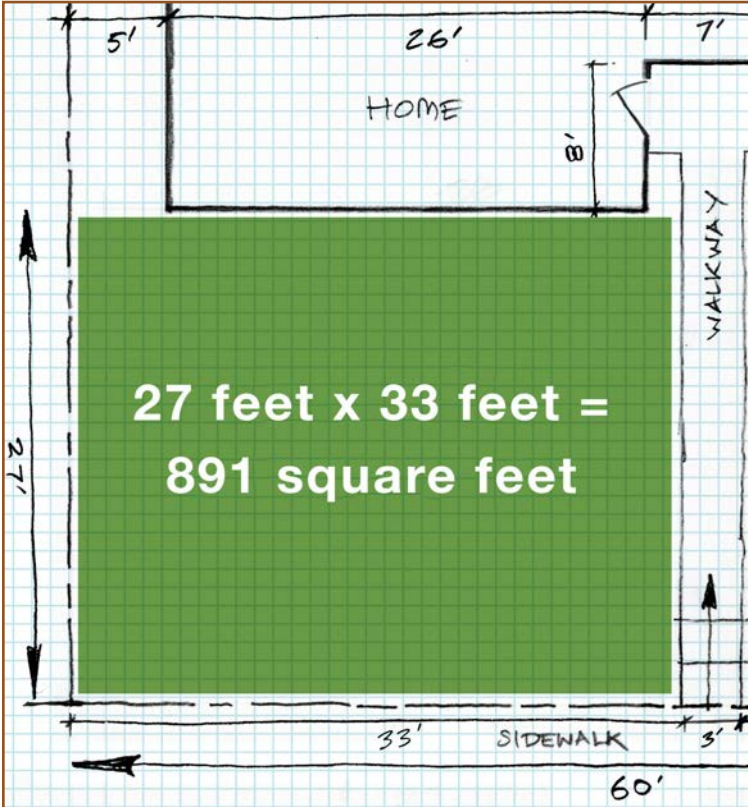 5'
26'
7'
HOME
8'
WALKWAY
27'
27 feet x 33 feet =
891 square feet
33'
SIDEWALK
3'
60'